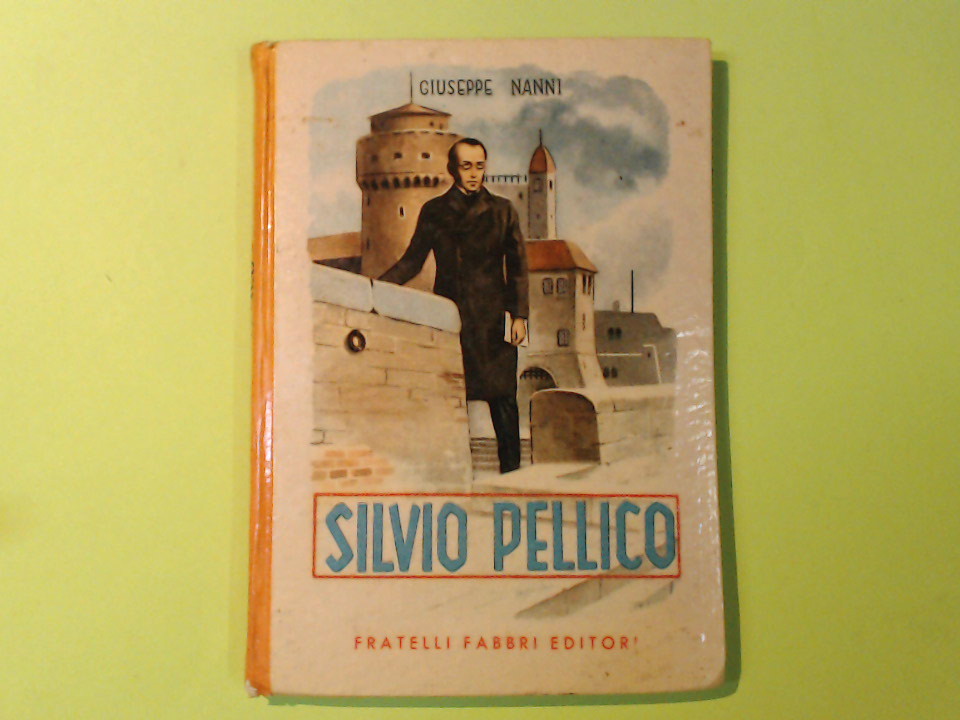 GIUSEPPE NANNI
SILVIO PELLICO
FRATELLI FABBRI EDITORI